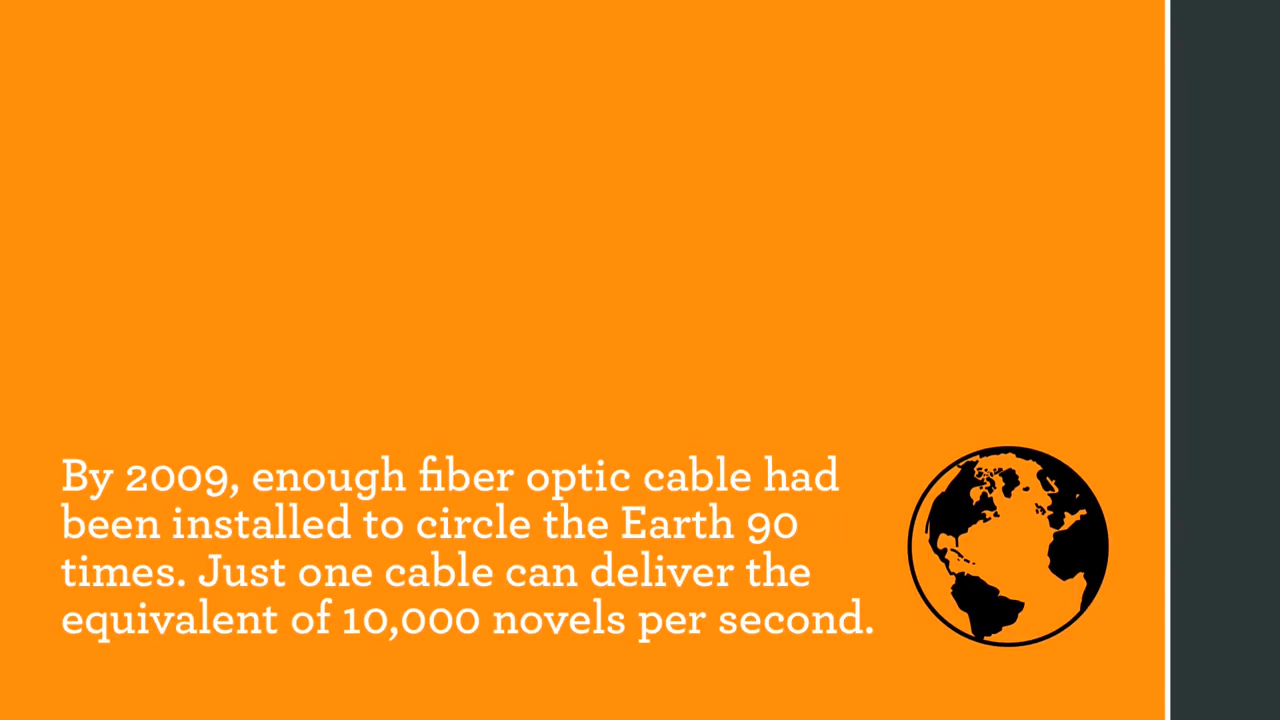 By 2009, enough fiber optic cable had
been installed to circle the Earth 90
times. Just one cable can deliver the
equivalent of 10,000 novels per second.